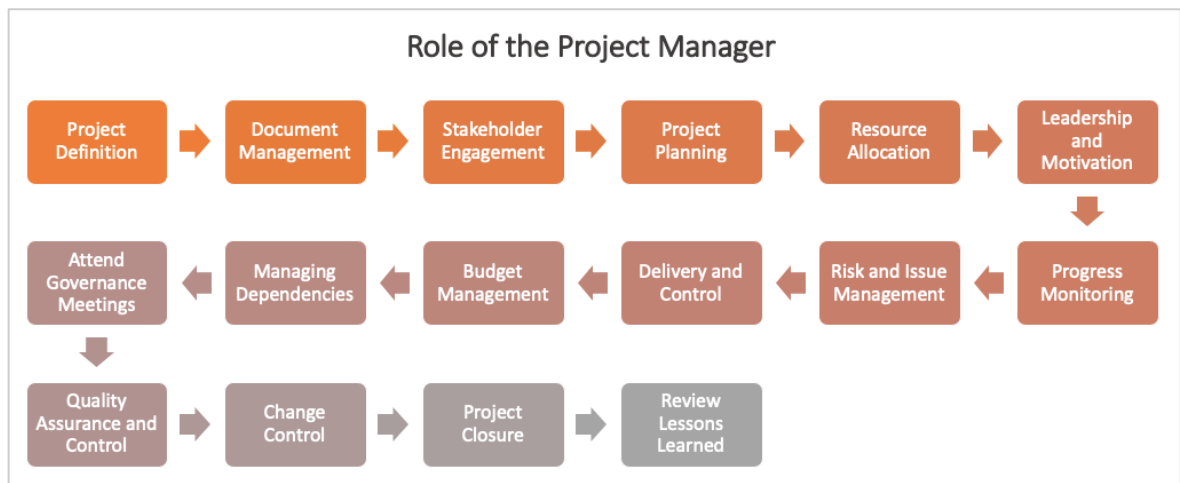 Role of the Project Manager
Project
Definition
Document
Management
Stakeholder
Engagement
Project
Planning
Resource
Allocation
Leadership
and
Motivation
Progress
Monitoring
Risk and Issue
Management
Delivery and
Control
Budget
Management
Managing
Dependencies
Attend
Governance
Meetings
Quality
Assurance and
Control
Change
Control
Project
Closure
Review
Lessons
Learned